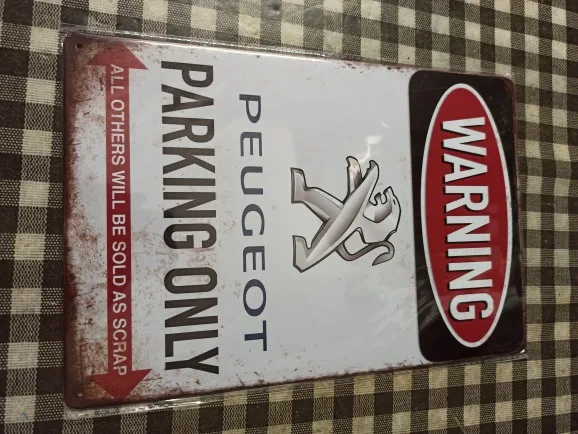 WARNING
PEUGEOT
PARKING ONLY
ALL OTHERS WILL BE SOLD AS SCRAP